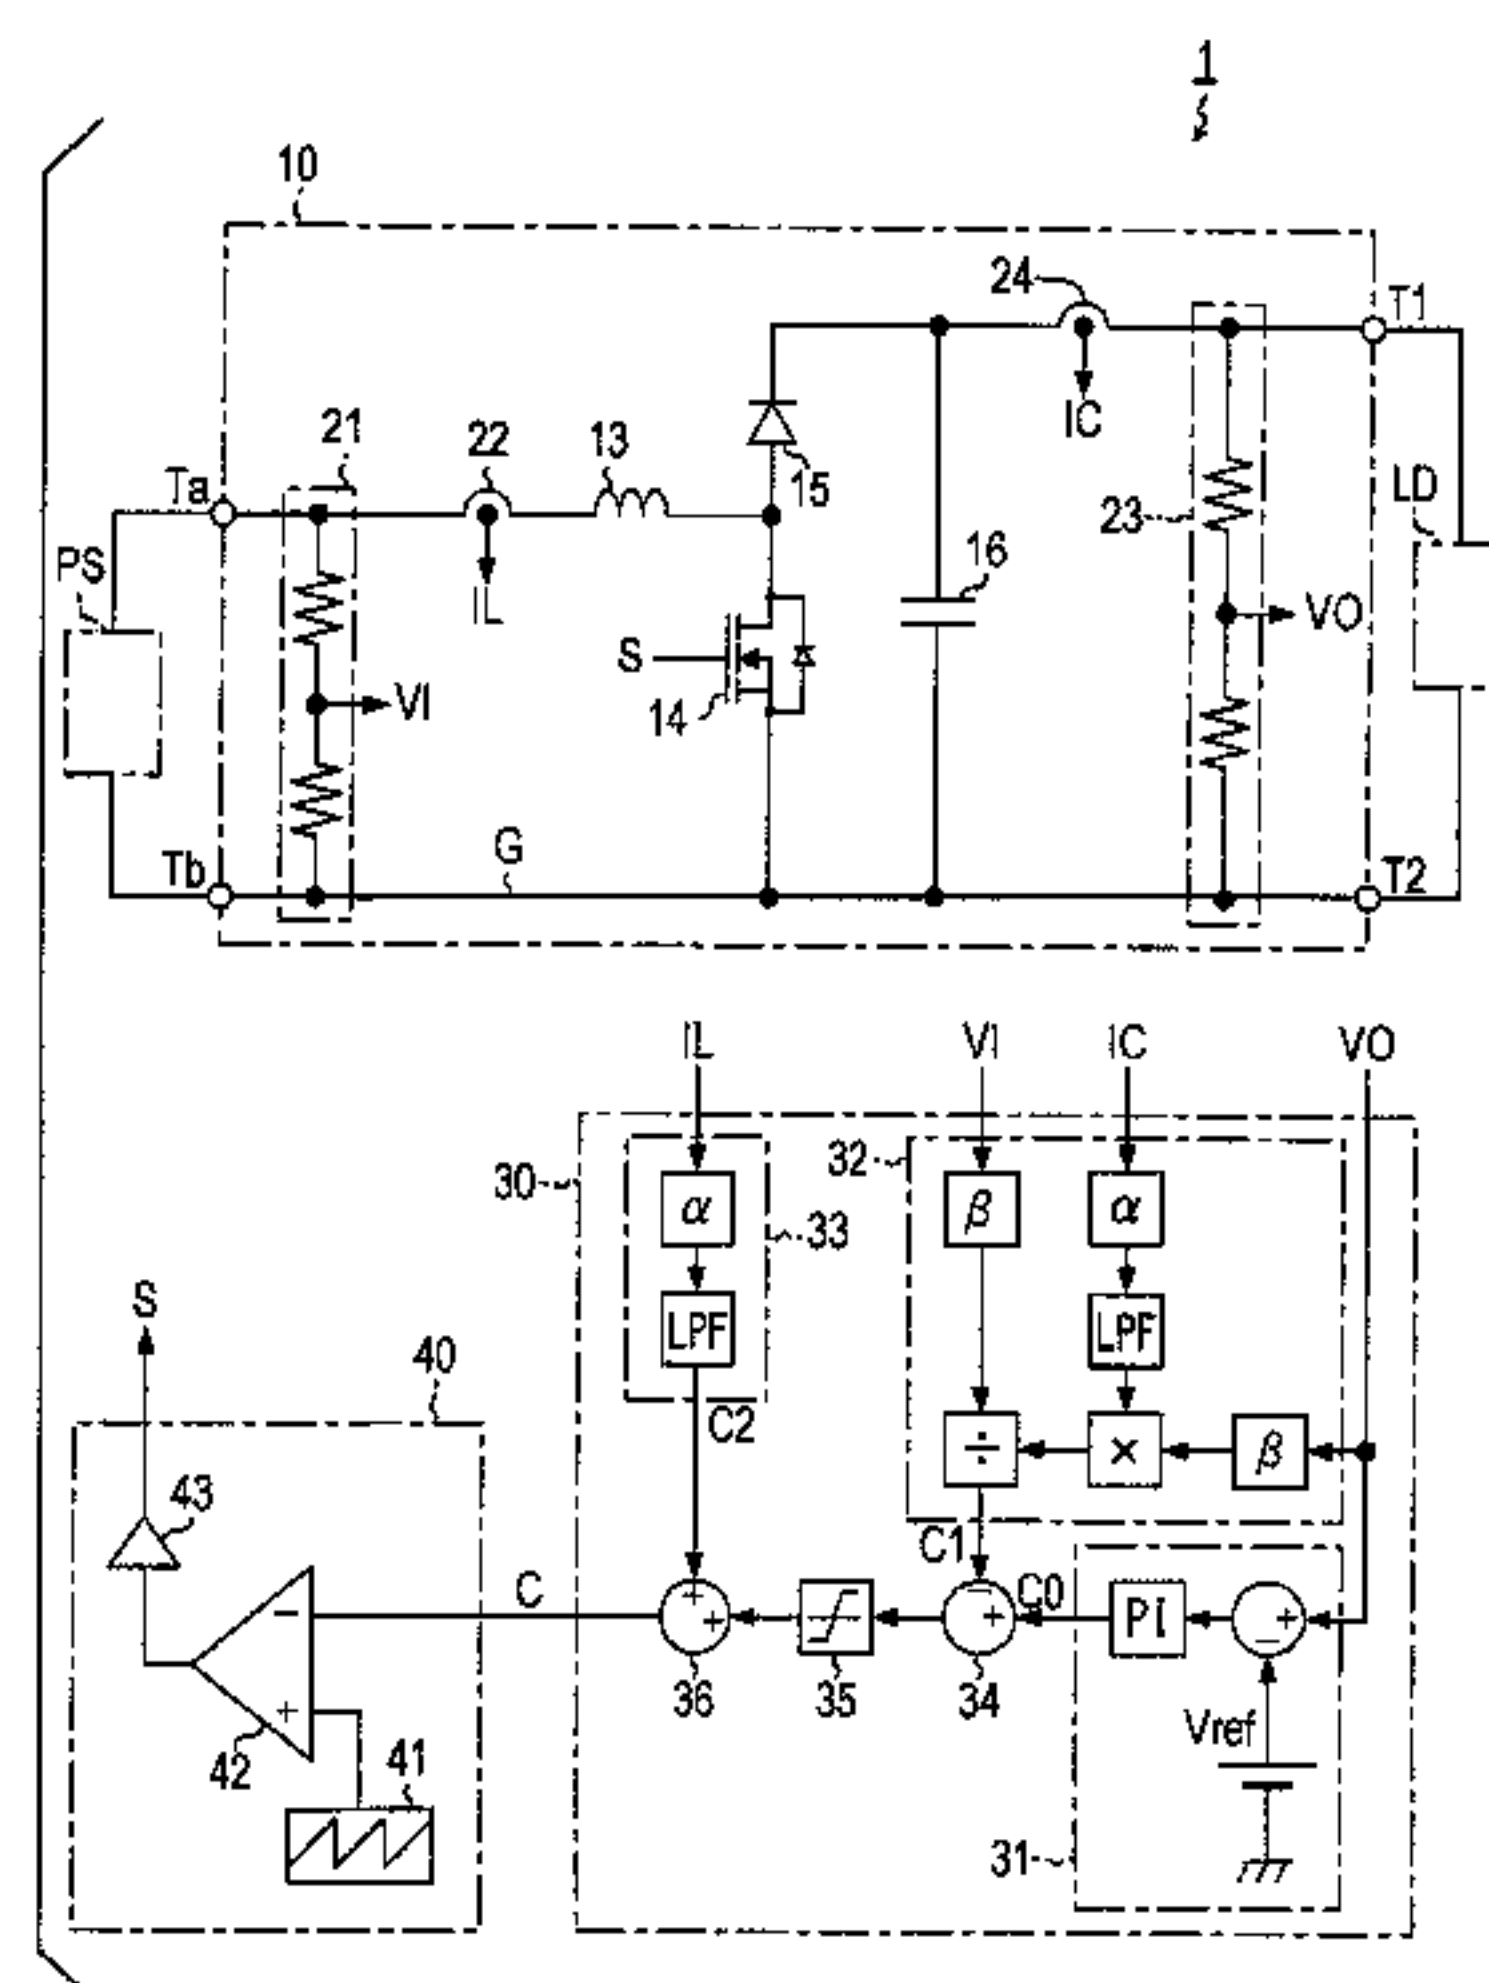 1
10
24
T1
IC
21
22
13
15
Ta
LD
23
PS
16
IL
S
VO
VI
14
G
Tb
T2
IL
VI
IC
VO
30
32
β
α
α
33
LPF
LPF
S
40
C2
÷
×
β
43
C1
C
C0
−
+
+
−
+
PI
+
−
36
35
34
+
Vref
42
41
31